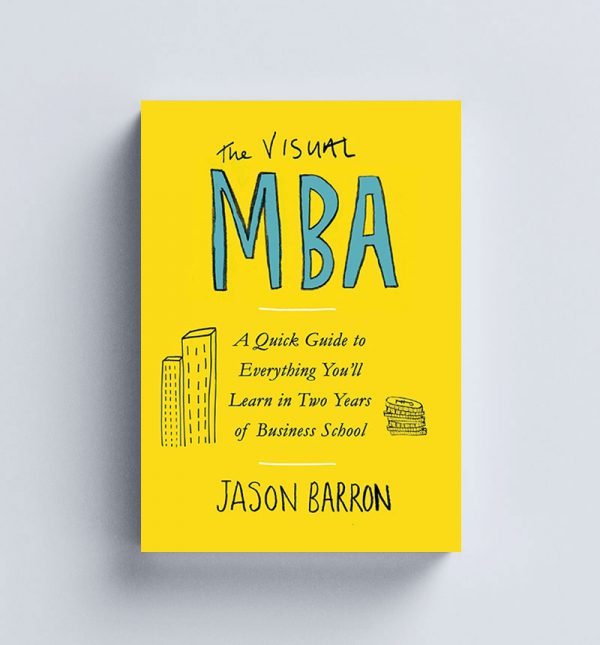 The VISUAL
MBA
A Quick Guide to
Everything You'll
Learn in Two Years
of Business School
JASON BARRON